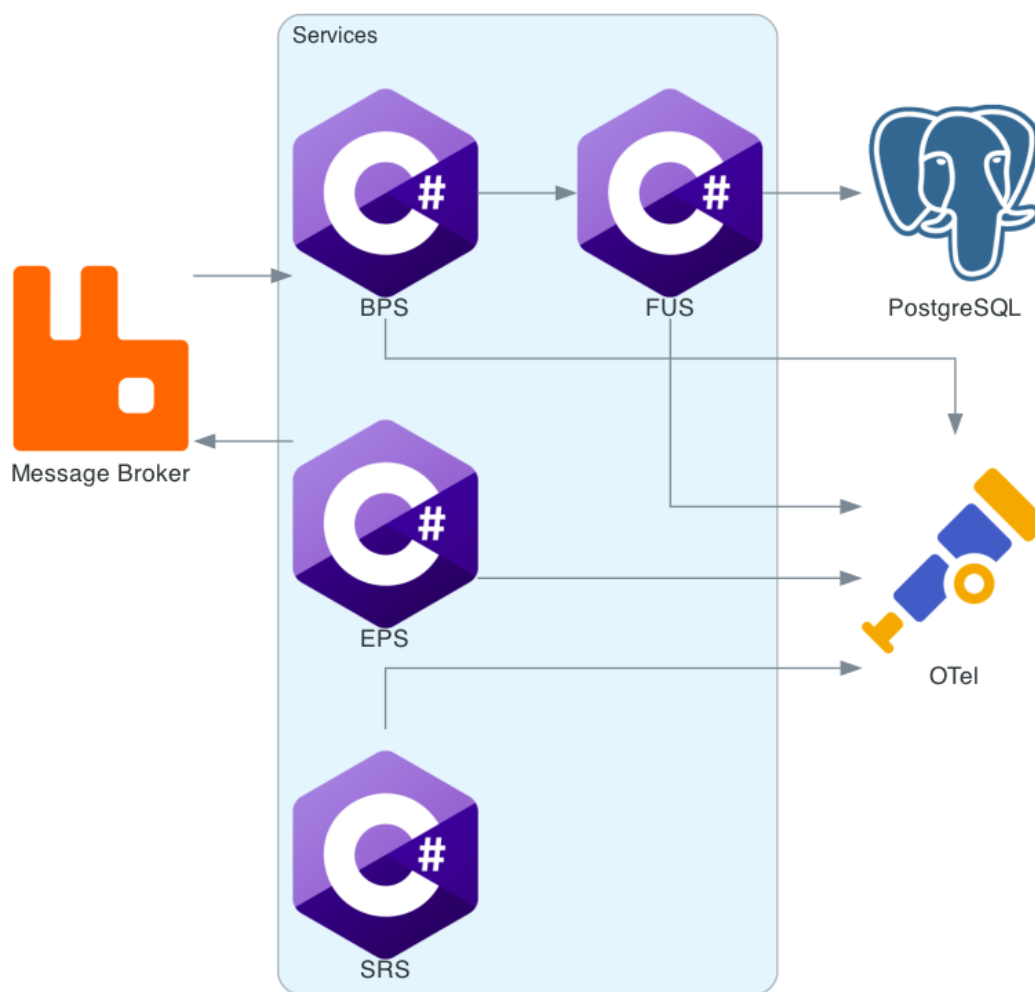 Services
C#
C#
BPS
FUS
PostgreSQL
Message Broker
C#
EPS
OTel
C#
SRS